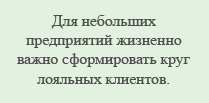 Для небольших
предприятий жизненно
важно сформировать круг
лояльных клиентов.